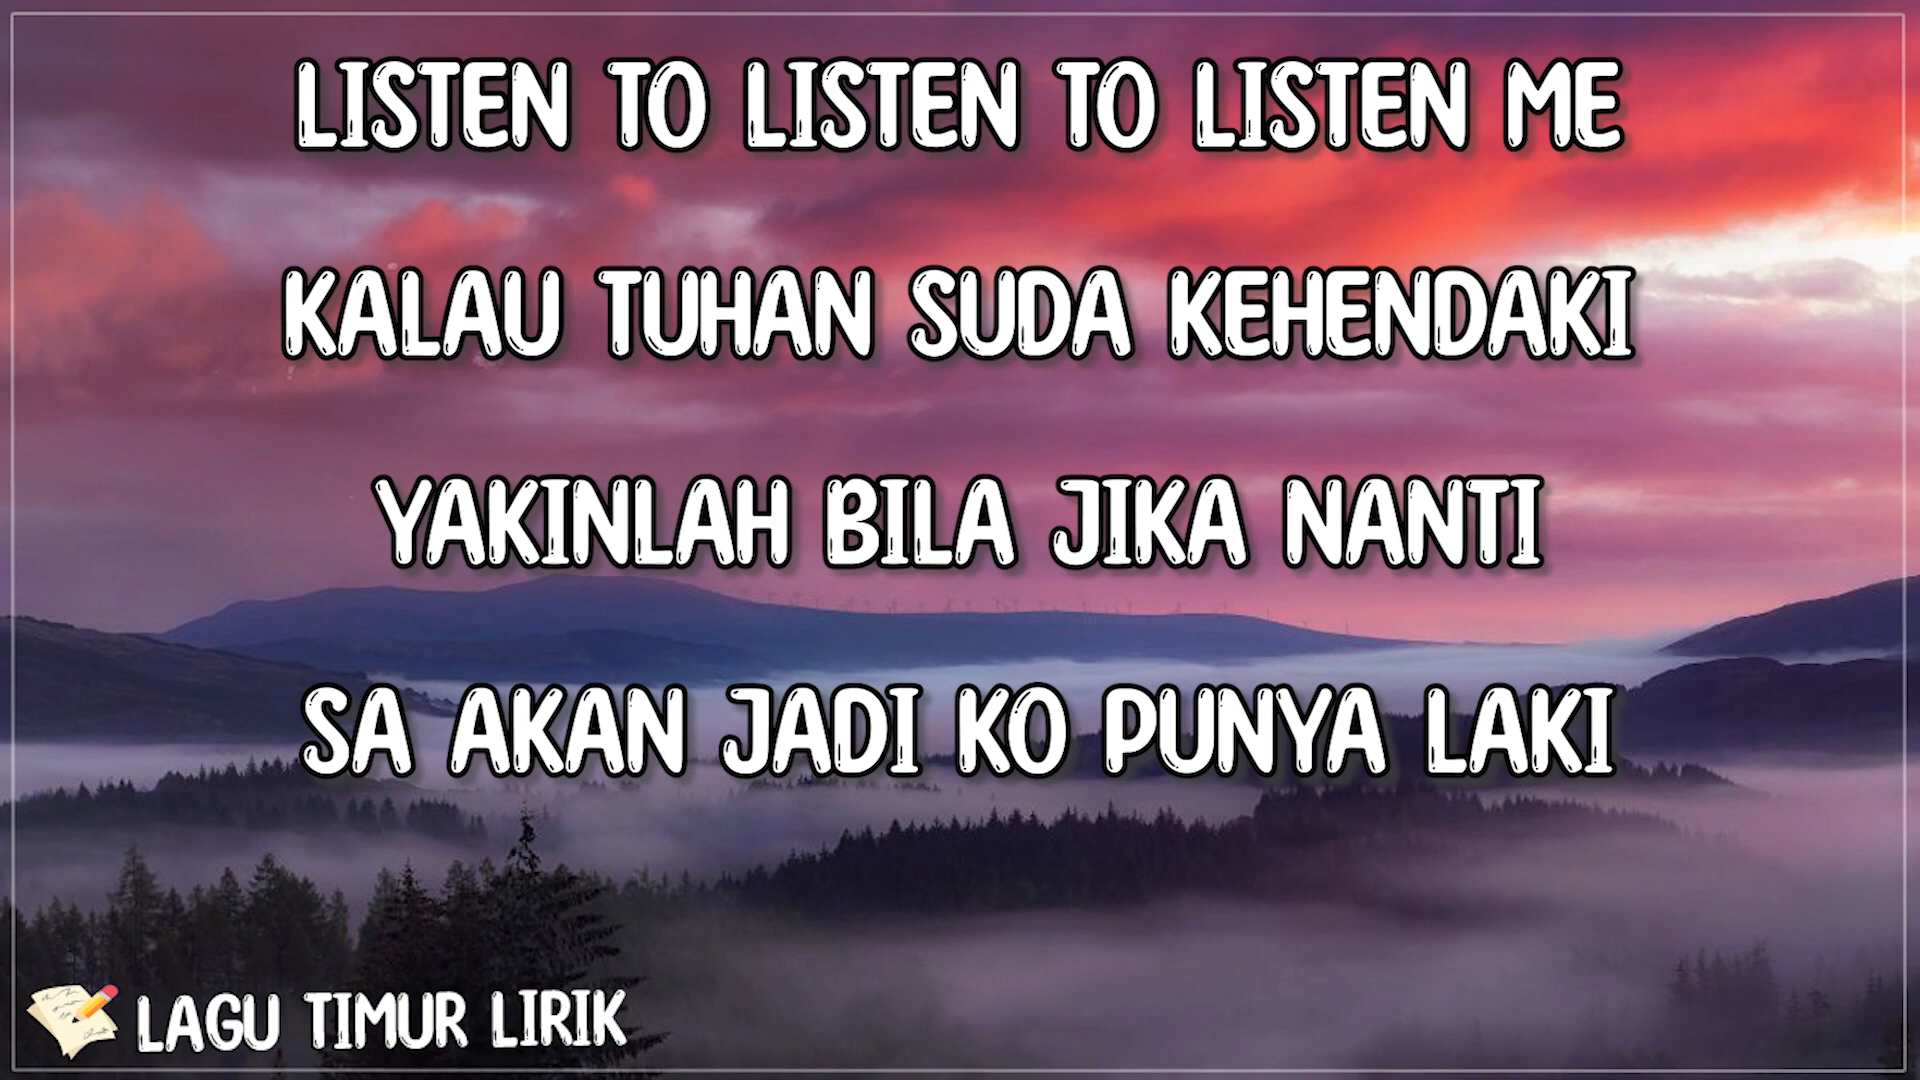 LISTEN TO LISTEN TO LISTEN ME
KALAU TUHAN SUDA KEHENDAKI
YAKINLAH BILA JIKA NANTI
SA AKAN JADI KO PUNYA LAKI
LAGU TIMUR LIRIK